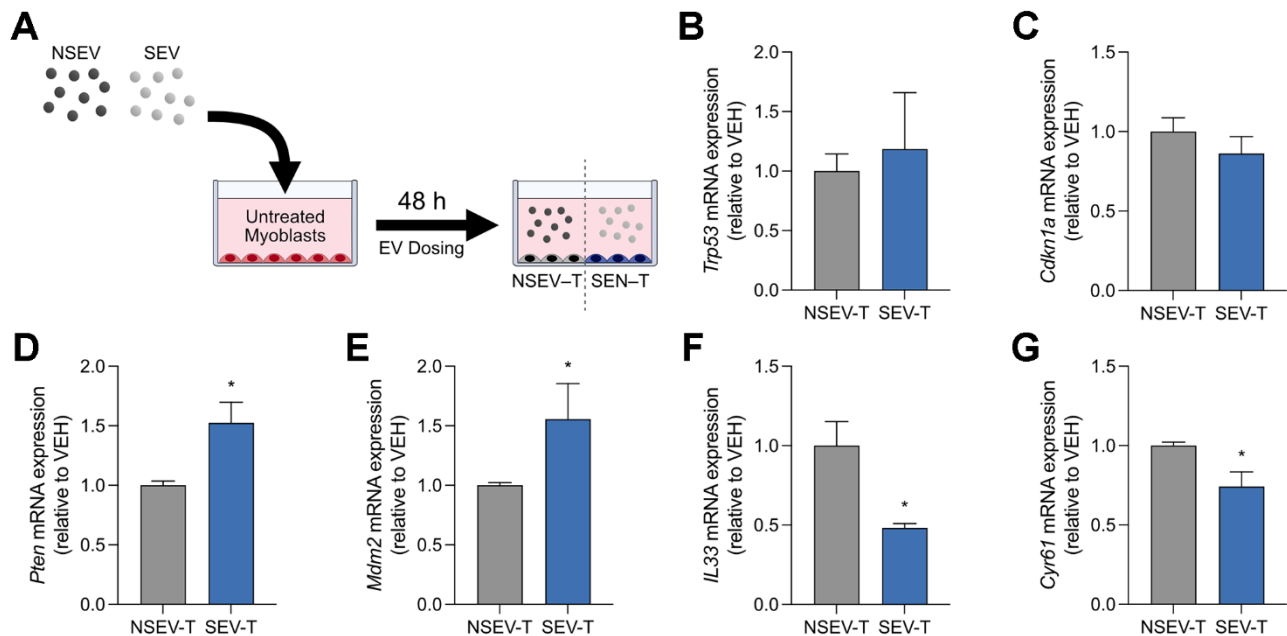 A
NSEV SEV
Untreated
Myoblasts
48 h
EV Dosing
NSEV–T SEN–T
B
Trp53 mRNA expression
(relative to VEH)
2.0
1.5
1.0
0.5
0.0
NSEV-T SEV-T
C
Cdkn1a mRNA expression
(relative to VEH)
1.5
1.0
0.5
0.0
NSEV-T SEV-T
D
Pten mRNA expression
(relative to VEH)
2.0
1.5
1.0
0.5
0.0
*
NSEV-T SEV-T
E
Mdm2 mRNA expression
(relative to VEH)
2.0
1.5
1.0
0.5
0.0
*
NSEV-T SEV-T
F
IL33 mRNA expression
(relative to VEH)
1.5
1.0
0.5
0.0
*
NSEV-T SEV-T
G
Cyr61 mRNA expression
(relative to VEH)
1.5
1.0
0.5
0.0
*
NSEV-T SEV-T